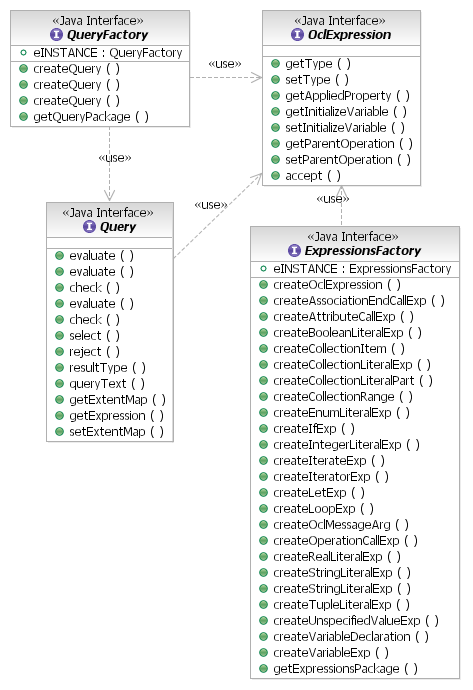 «Java Interface»
I QueryFactory
eINSTANCE : QueryFactory
createQuery ( )
createQuery ( )
createQuery ( )
getQueryPackage ( )
«use»
«Java Interface»
I OclExpression
getType ( )
setType ( )
getAppliedProperty ( )
getInitializeVariable ( )
setInitializeVariable ( )
getParentOperation ( )
setParentOperation ( )
accept ( )
«use»
«use»
«use»
«Java Interface»
I Query
evaluate ( )
evaluate ( )
check ( )
evaluate ( )
check ( )
select ( )
reject ( )
resultType ( )
queryText ( )
getExtentMap ( )
getExpression ( )
setExtentMap ( )
«Java Interface»
I ExpressionsFactory
eINSTANCE : ExpressionsFactory
createOclExpression ( )
createAssociationEndCallExp ( )
createAttributeCallExp ( )
createBooleanLiteralExp ( )
createCollectionItem ( )
createCollectionLiteralExp ( )
createCollectionLiteralPart ( )
createCollectionRange ( )
createEnumLiteralExp ( )
createIfExp ( )
createIntegerLiteralExp ( )
createIterateExp ( )
createIteratorExp ( )
createLetExp ( )
createLoopExp ( )
createOclMessageArg ( )
createOperationCallExp ( )
createRealLiteralExp ( )
createStringLiteralExp ( )
createStringLiteralExp ( )
createTupleLiteralExp ( )
createUnspecifiedValueExp ( )
createVariableDeclaration ( )
createVariableExp ( )
getExpressionsPackage ( )